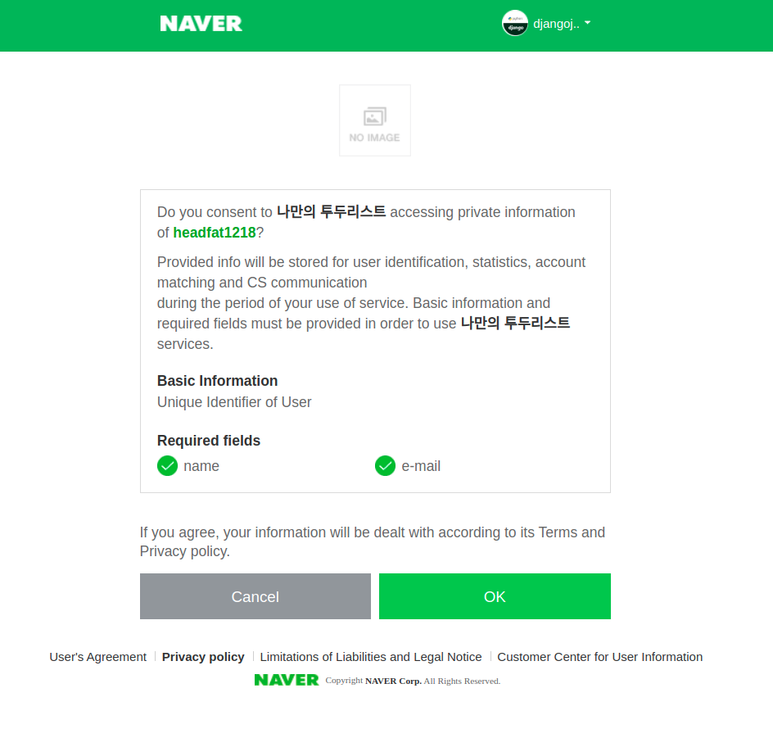 NAVER
djangoj..
django
NO IMAGE
Do you consent to 나만의 투두리스트 accessing private information
of headfat1218?
Provided info will be stored for user identification, statistics, account
matching and CS communication
during the period of your use of service. Basic information and
required fields must be provided in order to use 나만의 투두리스트
services.
Basic Information
Unique Identifier of User
Required fields
name e-mail
If you agree, your information will be dealt with according to its Terms and
Privacy policy.
Cancel OK
User's Agreement Privacy policy Limitations of Liabilities and Legal Notice Customer Center for User Information
NAVER Copyright NAVER Corp. All Rights Reserved.